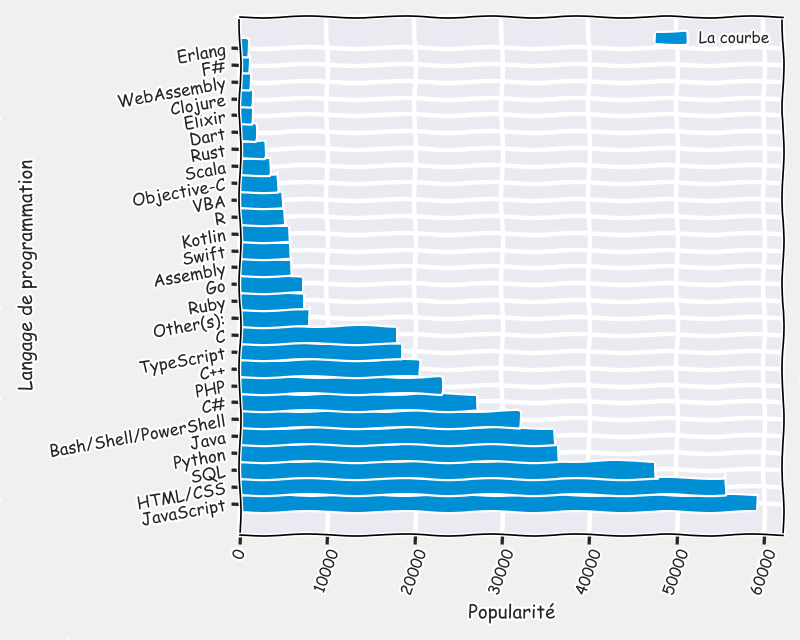 La courbe
Erlang
F#
WebAssembly
Clojure
Elixir
Dart
Rust
Scala
Objective-C
VBA
R
Kotlin
Swift
Assembly
Go
Ruby
Other(s):
C
TypeScript
C++
PHP
C#
Bash/Shell/PowerShell
Java
Python
SQL
HTML/CSS
JavaScript
Langage de programmation
0 10000 20000 30000 40000 50000 60000
Popularité